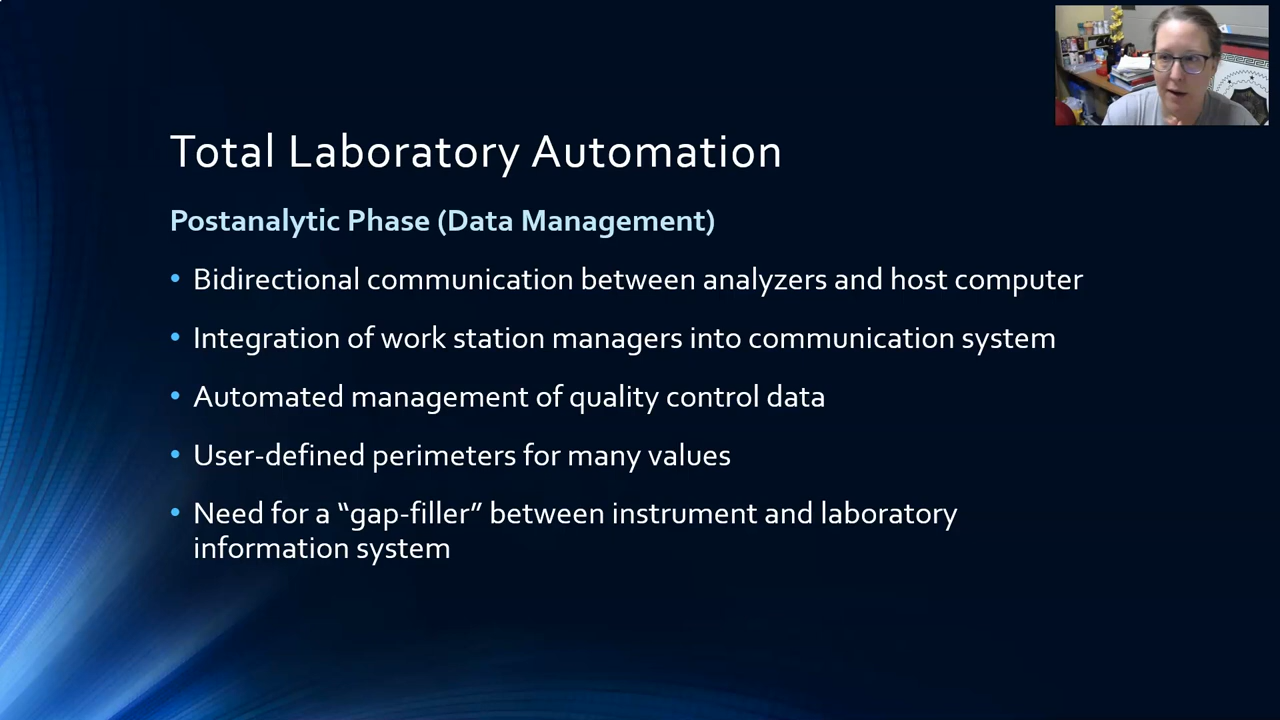 Total Laboratory Automation
Postanalytic Phase (Data Management)
• Bidirectional communication between analyzers and host computer
• Integration of work station managers into communication system
• Automated management of quality control data
• User-defined perimeters for many values
• Need for a “gap-filler” between instrument and laboratory
information system